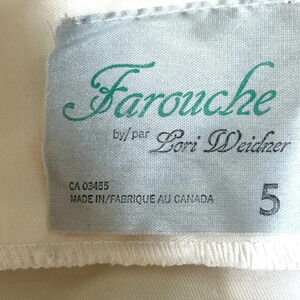 Farouche
by/par Lori Weidner
CA 03455
MADE IN/FABRIQUE AU CANADA
5